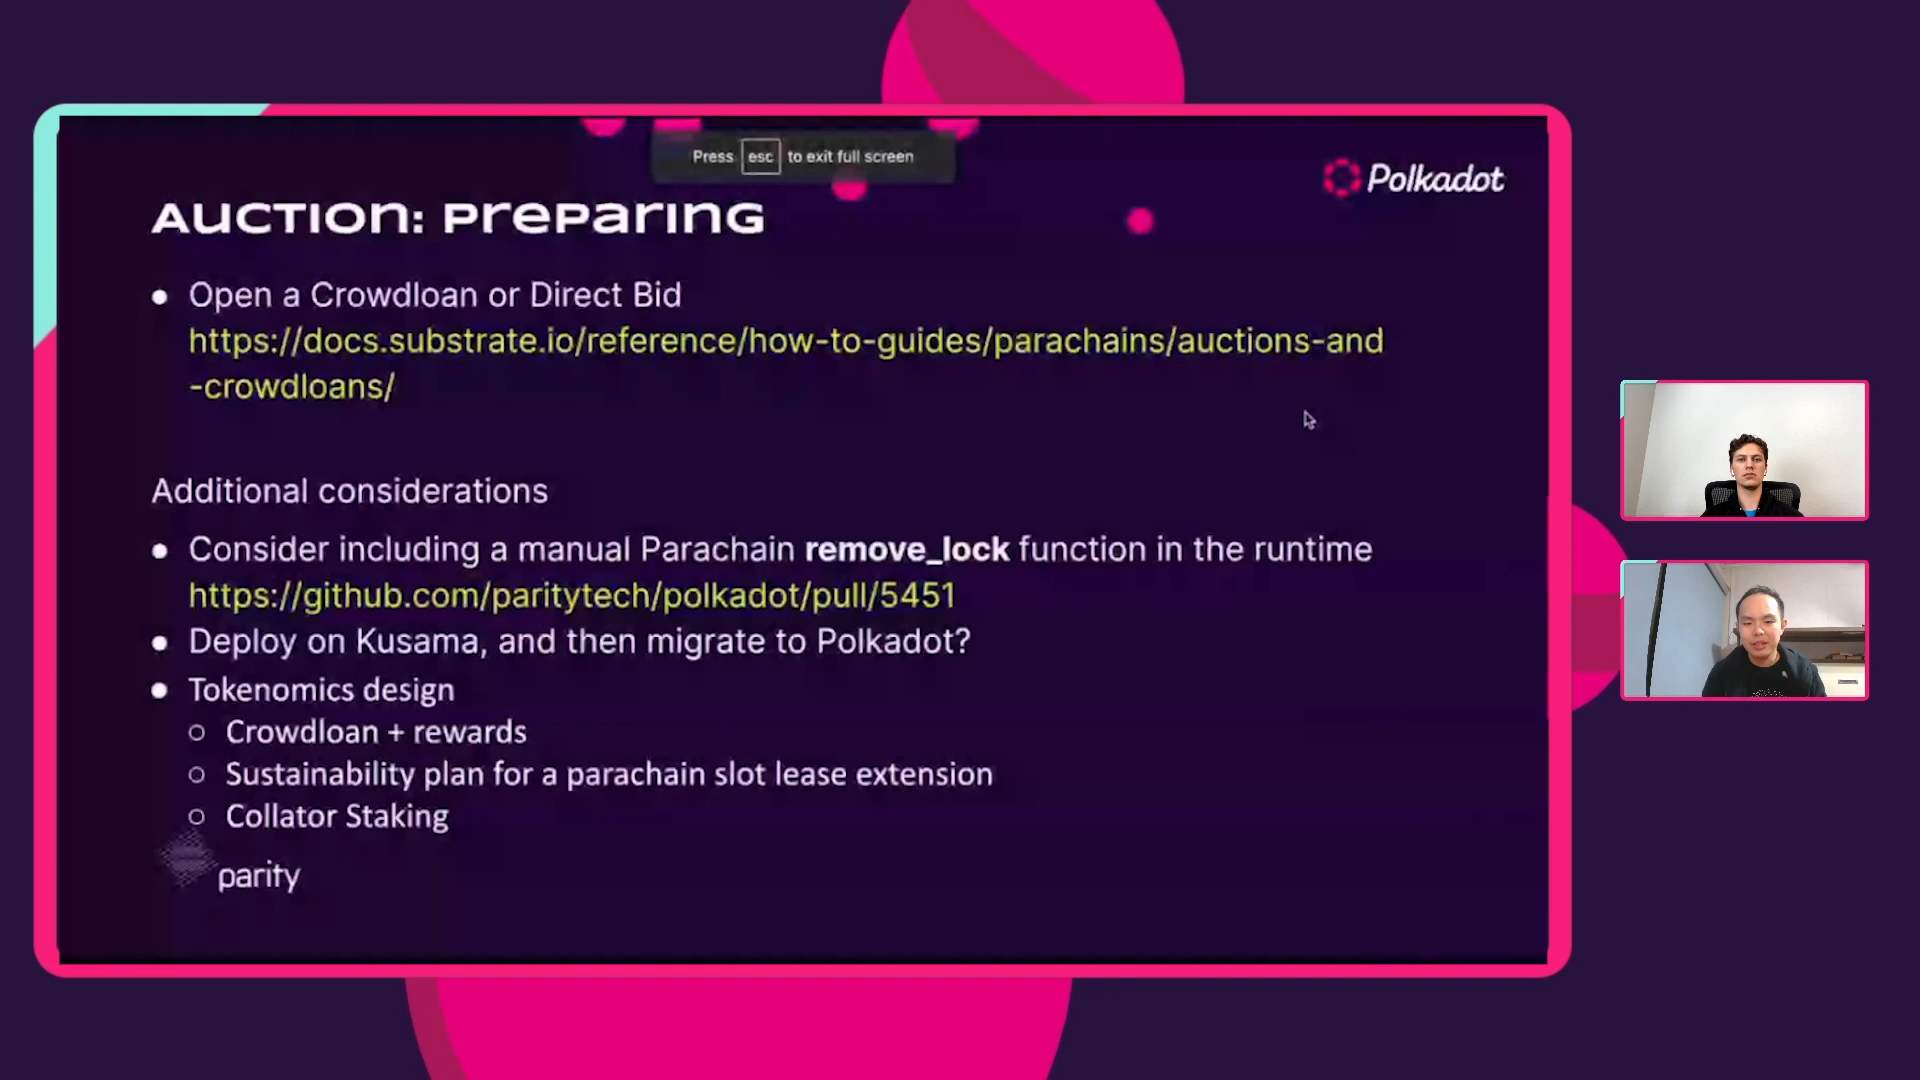 Press esc to exit full screen
Polkadot
Auction: Preparing
● Open a Crowdloan or Direct Bid
https://docs.substrate.io/reference/how-to-guides/parachains/auctions-and
-crowdloans/
Additional considerations
● Consider including a manual Parachain remove_lock function in the runtime
https://github.com/paritytech/polkadot/pull/5451
● Deploy on Kusama, and then migrate to Polkadot?
● Tokenomics design
○ Crowdloan + rewards
○ Sustainability plan for a parachain slot lease extension
○ Collator Staking
parity